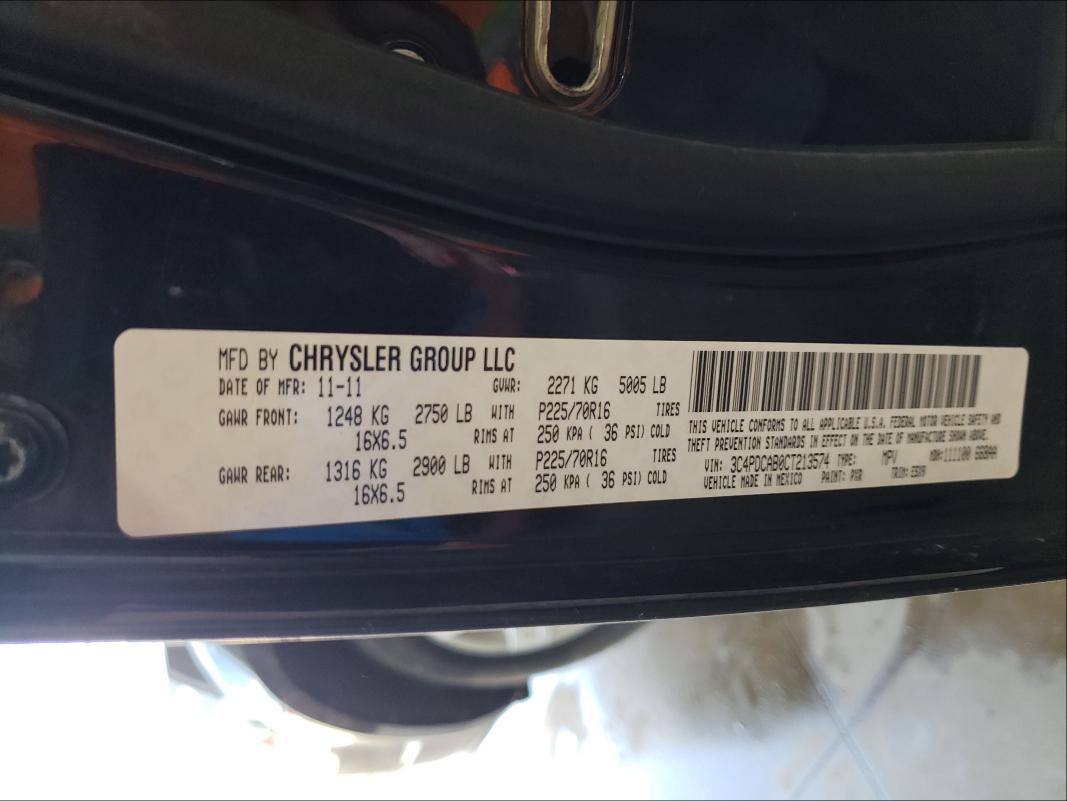 MFD BY CHRYSLER GROUP LLC
DATE OF MFR: 11-11 GVWR: 2271 KG 5005 LB
GAWR FRONT: 1248 KG 2750 LB WITH P225/70R16 TIRES
16X6.5 RIMS AT 250 KPA ( 36 PSI) COLD
GAWR REAR: 1316 KG 2900 LB WITH P225/70R16 TIRES
16X6.5 RIMS AT 250 KPA ( 36 PSI) COLD
THIS VEHICLE CONFORMS TO ALL APPLICABLE U.S.A. FEDERAL MOTOR VEHICLE SAFETY AND
THEFT PREVENTION STANDARDS IN EFFECT ON THE DATE OF MANUFACTURE SHOWN ABOVE.
VIN: 3C4PDCAB0CT213574 TYPE: MPV MDH: 111100
VEHICLE MADE IN MEXICO PAINT: PXR TRIM: